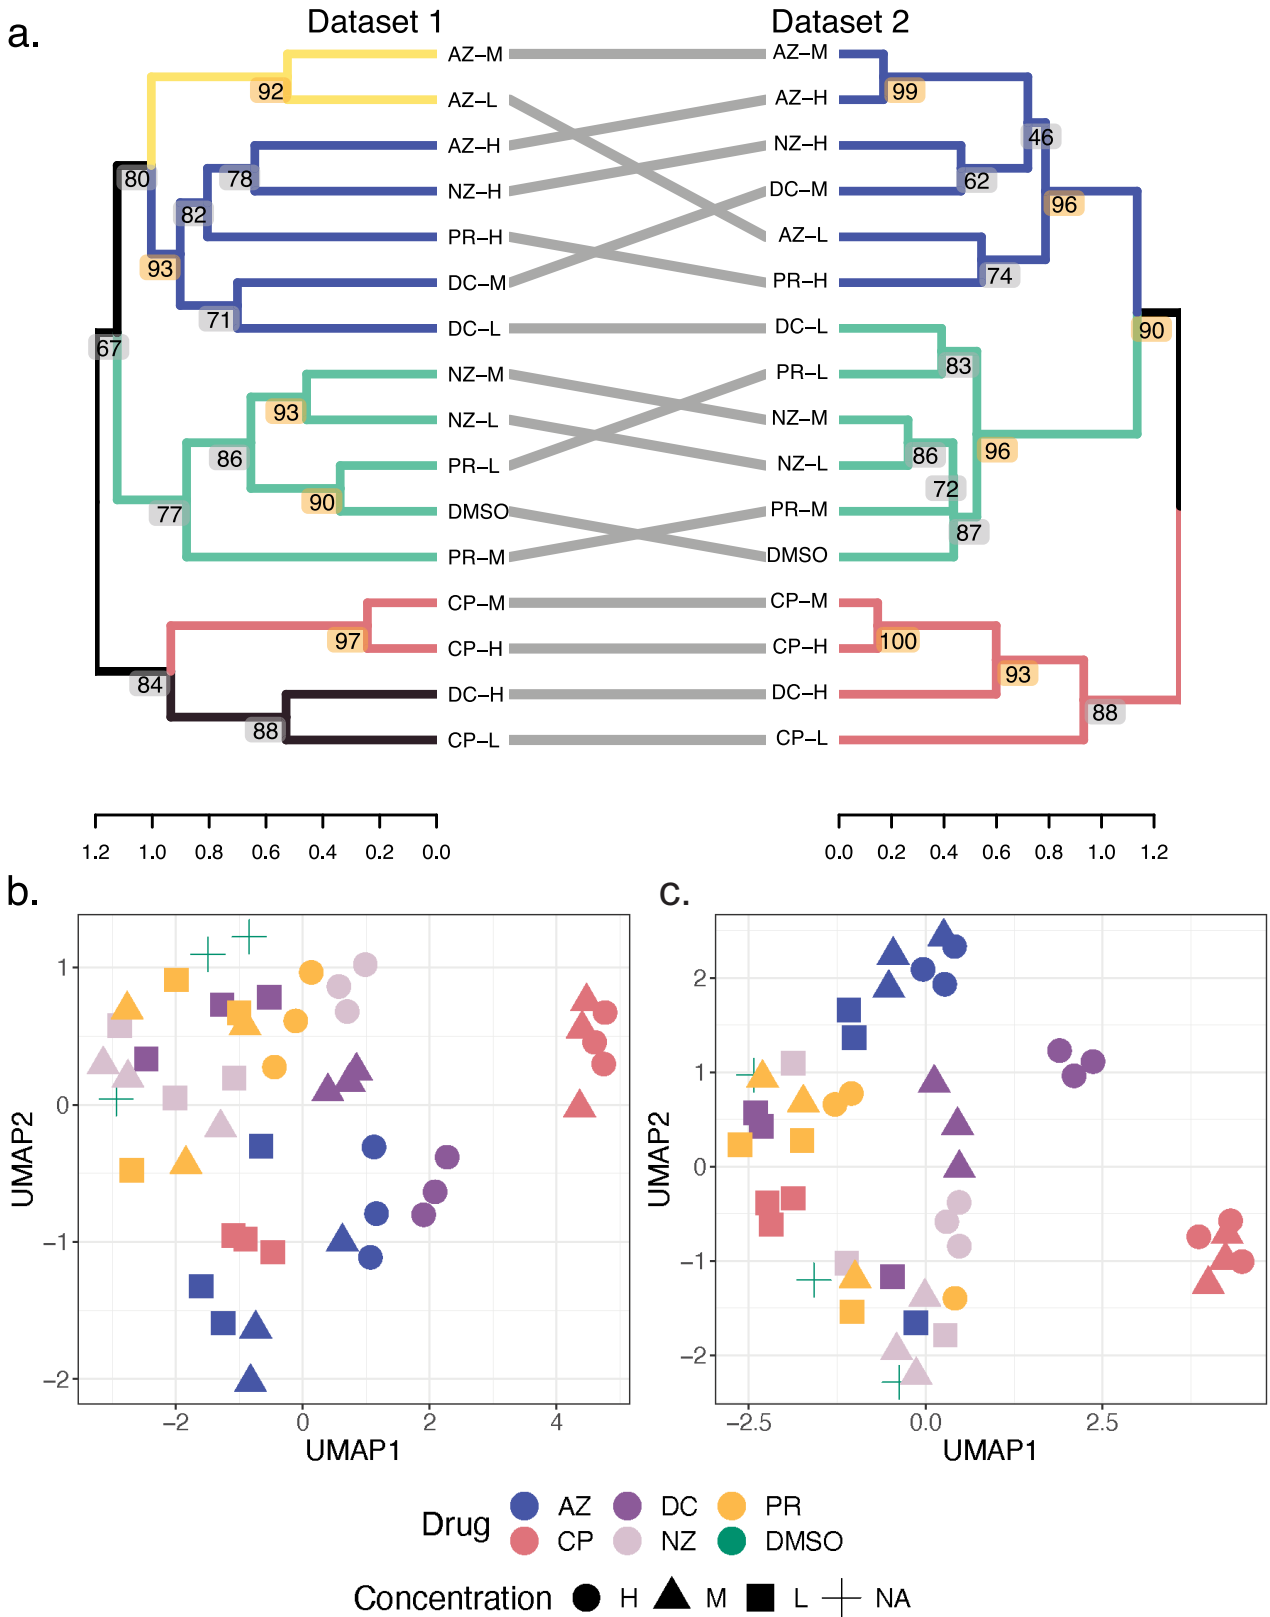 a.
Dataset 1 Dataset 2
AZ–M AZ–M
92 99
AZ–L AZ–H
46
AZ–H NZ–H
80 78 62
NZ–H DC–M
82 96
PR–H AZ–L
93 74
DC–M PR–H
71
DC–L DC–L 90
67 83
NZ–M PR–L
93
NZ–L NZ–M
86 86 96
PR–L NZ–L
90 72
77
DMSO PR–M
87
PR–M DMSO
CP–M CP–M
97 100
CP–H CP–H
84 93
DC–H DC–H
88 88
CP–L CP–L
1.2 1.0 0.8 0.6 0.4 0.2 0.0 0.0 0.2 0.4 0.6 0.8 1.0 1.2
b.
1
0
−1
−2
UMAP2
−2 0 2 4
UMAP1
c.
2
1
0
−1
−2
UMAP2
−2.5 0.0 2.5
UMAP1
Drug
AZ DC PR
CP NZ DMSO
Concentration H M L NA